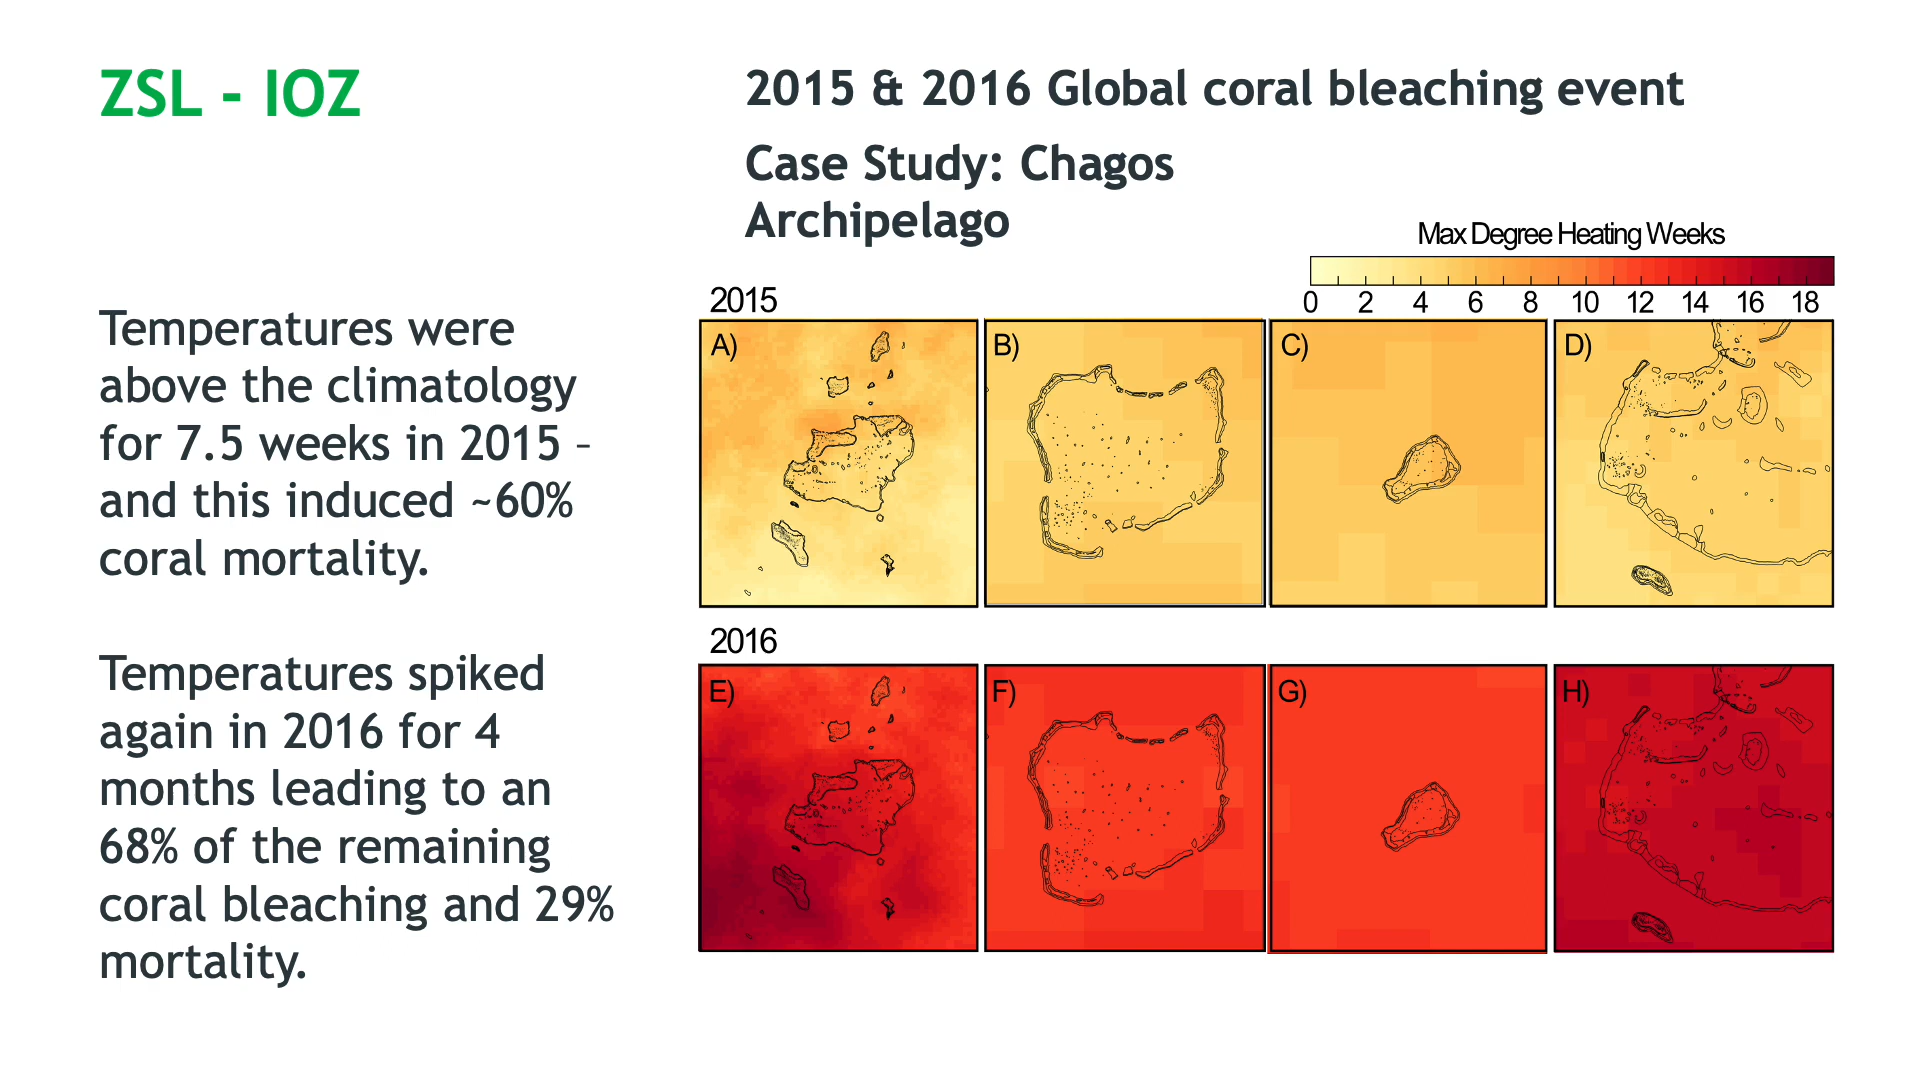 ZSL - IOZ
2015 & 2016 Global coral bleaching event
Case Study: Chagos
Archipelago
Temperatures were
above the climatology
for 7.5 weeks in 2015 –
and this induced ~60%
coral mortality.
Temperatures spiked
again in 2016 for 4
months leading to an
68% of the remaining
coral bleaching and 29%
mortality.
Max Degree Heating Weeks
0 2 4 6 8 10 12 14 16 18
2015
A) B) C) D)
2016
E) F) G) H)